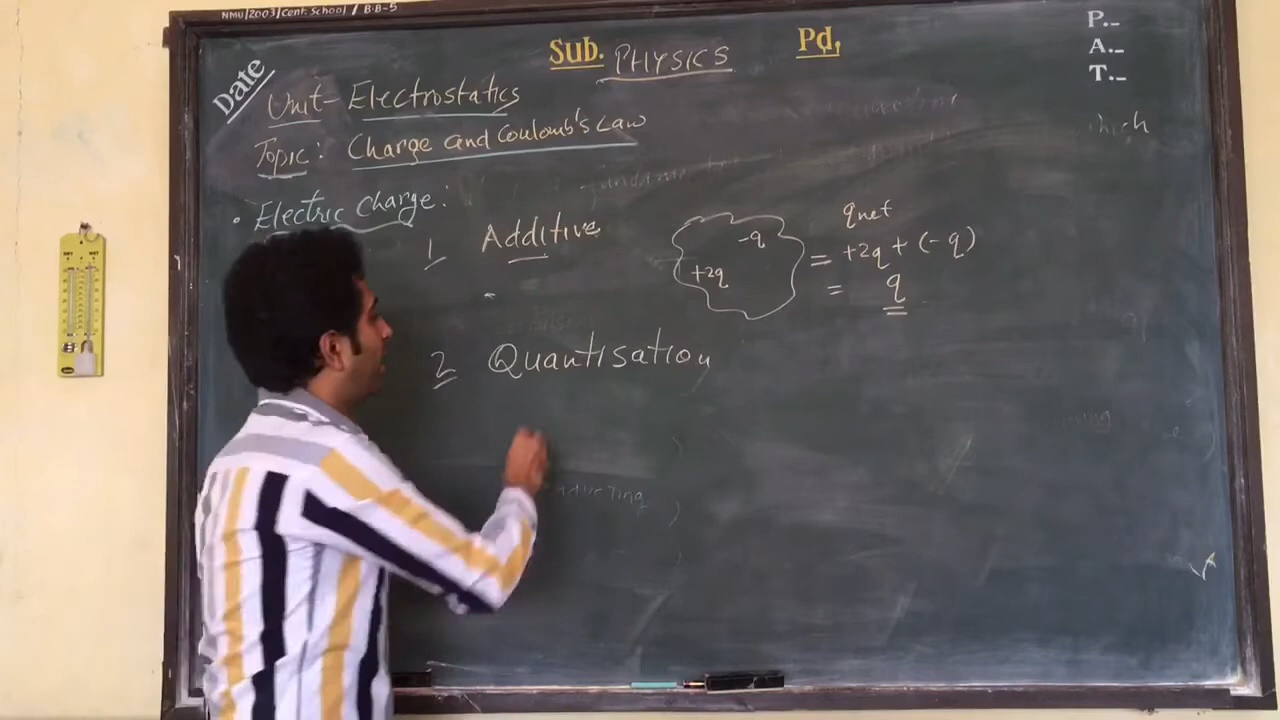 NMU/2003/Cent. School / B.B-5
Date
Sub. PHYSICS
Pd,
P.-
A.-
T.-
Unit- Electrostatics
Topic: Charge and Coulomb's Law
• Electric Charge:
1 Additive
-q
+2q
qnet
= +2q + (-q)
= q
2 Quantisation
hich